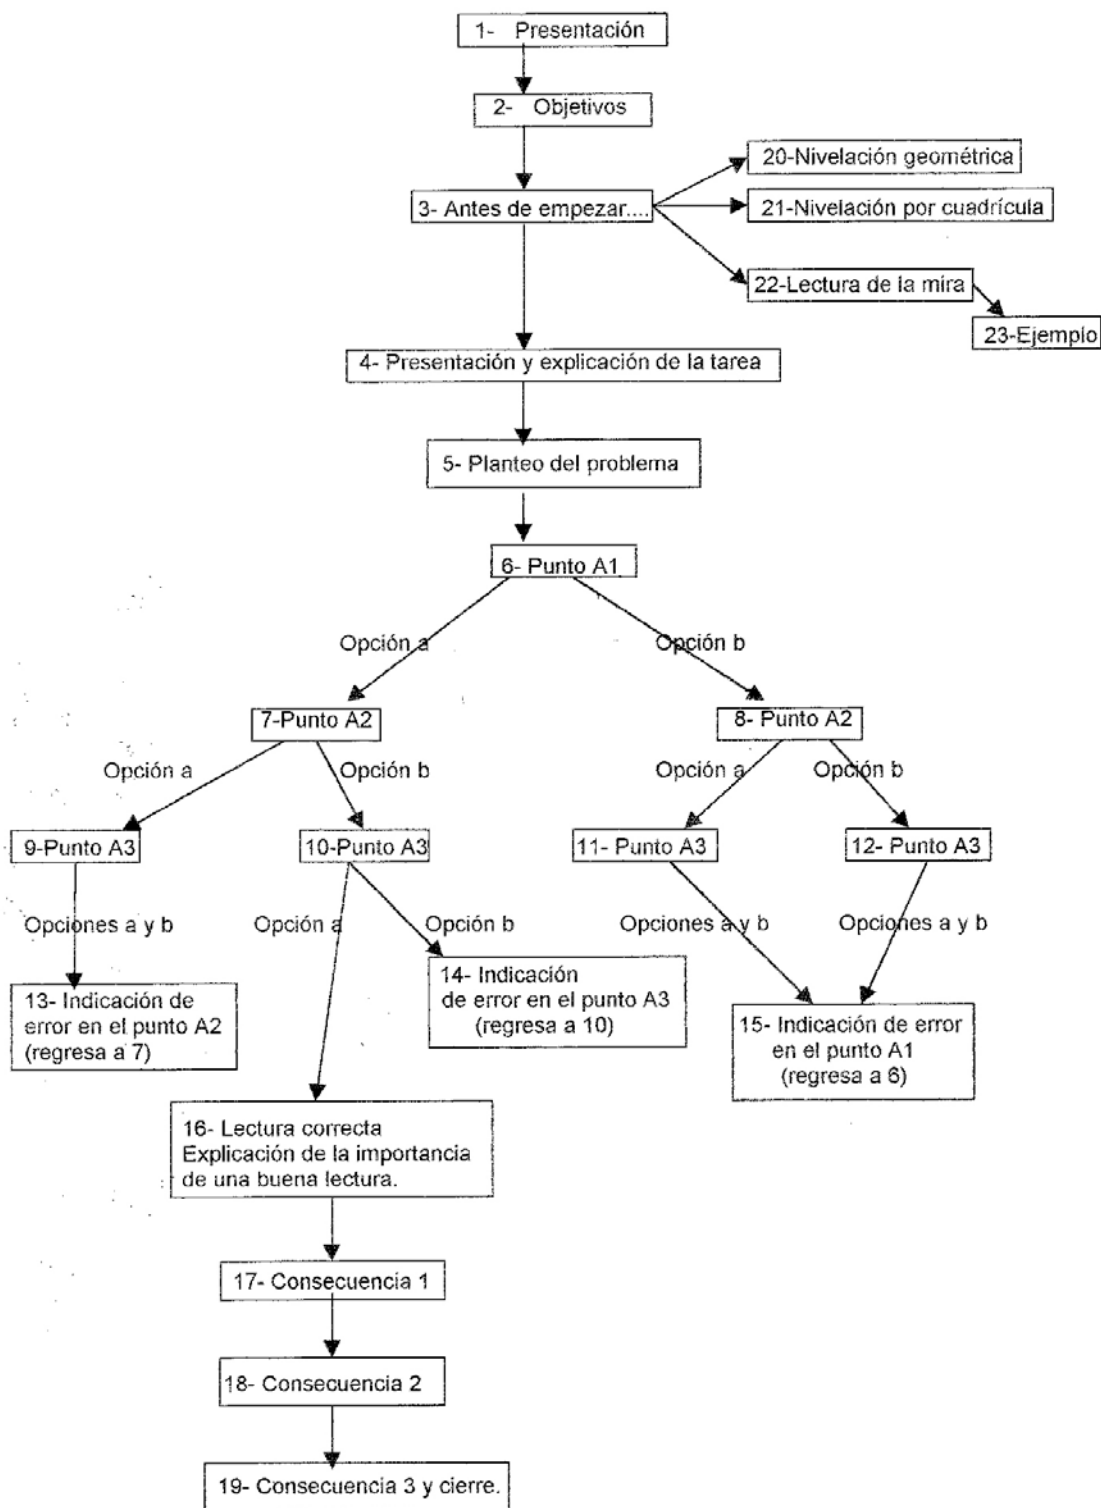 1- Presentación
2- Objetivos
20-Nivelación geométrica
3- Antes de empezar....
21-Nivelación por cuadrícula
22-Lectura de la mira
23-Ejemplo
4- Presentación y explicación de la tarea
5- Planteo del problema
6- Punto A1
Opción a
Opción b
7-Punto A2
8- Punto A2
Opción a
Opción b
Opción a
Opción b
9-Punto A3
10-Punto A3
11- Punto A3
12- Punto A3
Opciones a y b
Opción a
Opción b
Opciones a y b
Opciones a y b
13- Indicación de
error en el punto A2
(regresa a 7)
14- Indicación
de error en el punto A3
(regresa a 10)
15- Indicación de error
en el punto A1
(regresa a 6)
16- Lectura correcta
Explicación de la importancia
de una buena lectura.
17- Consecuencia 1
18- Consecuencia 2
19- Consecuencia 3 y cierre.